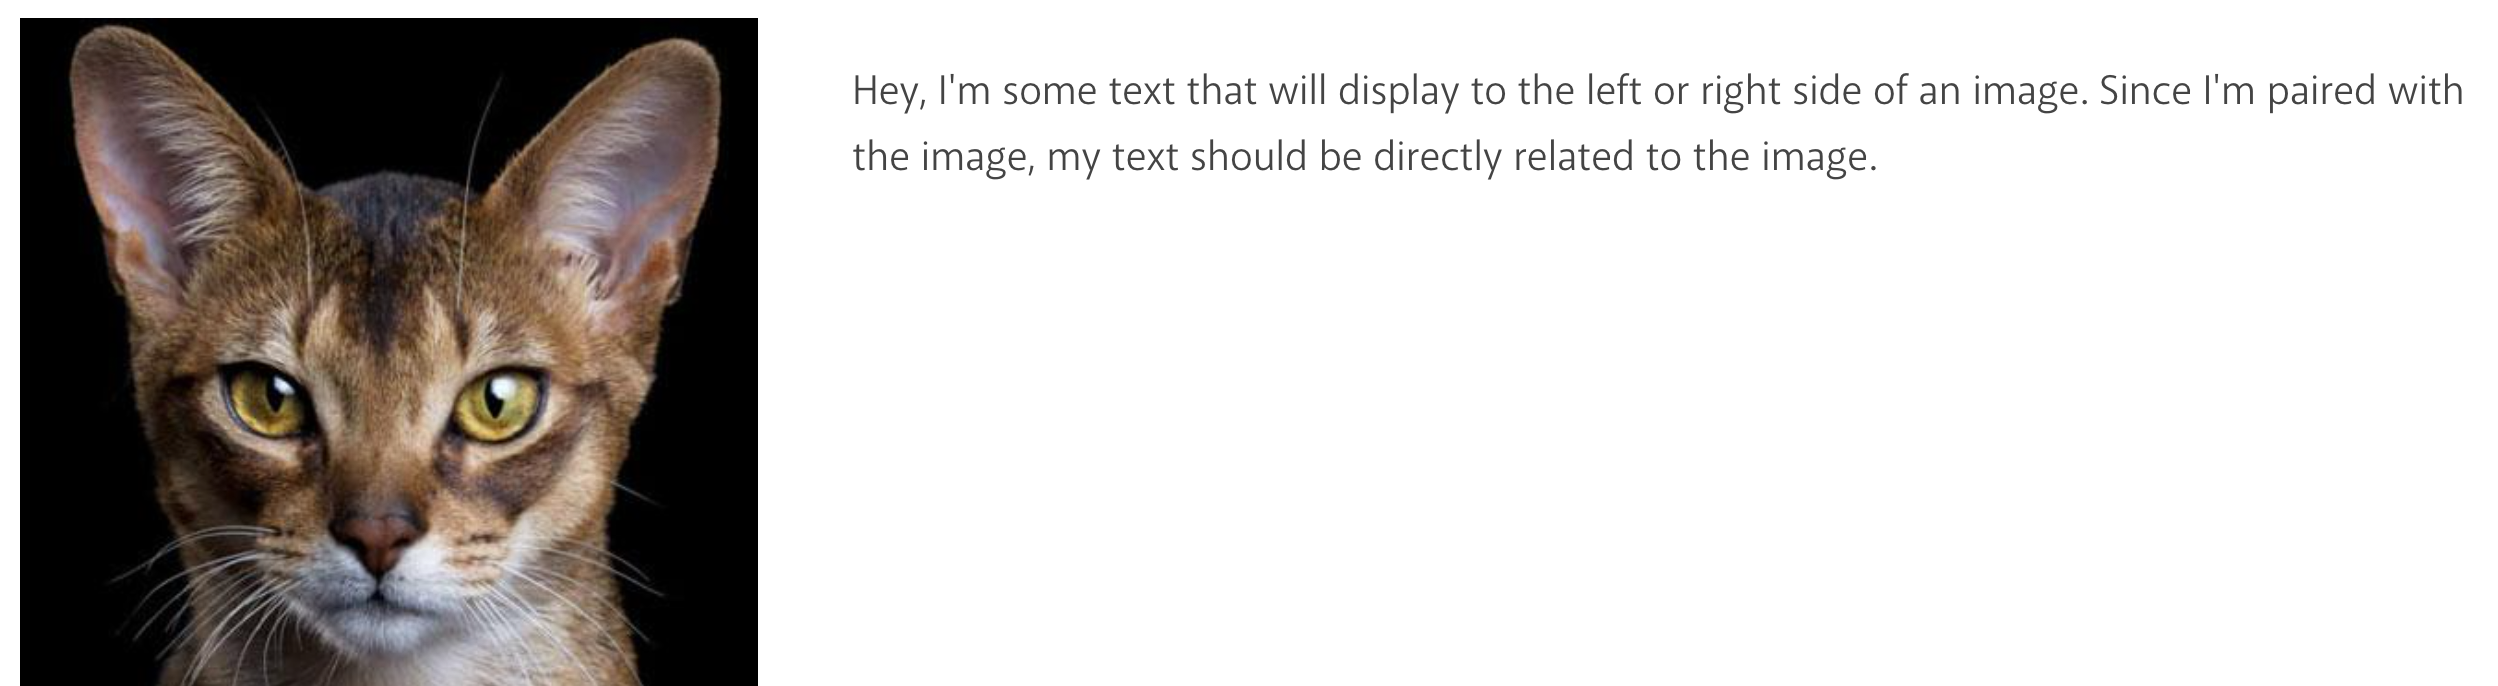 Hey, I'm some text that will display to the left or right side of an image. Since I'm paired with
the image, my text should be directly related to the image.